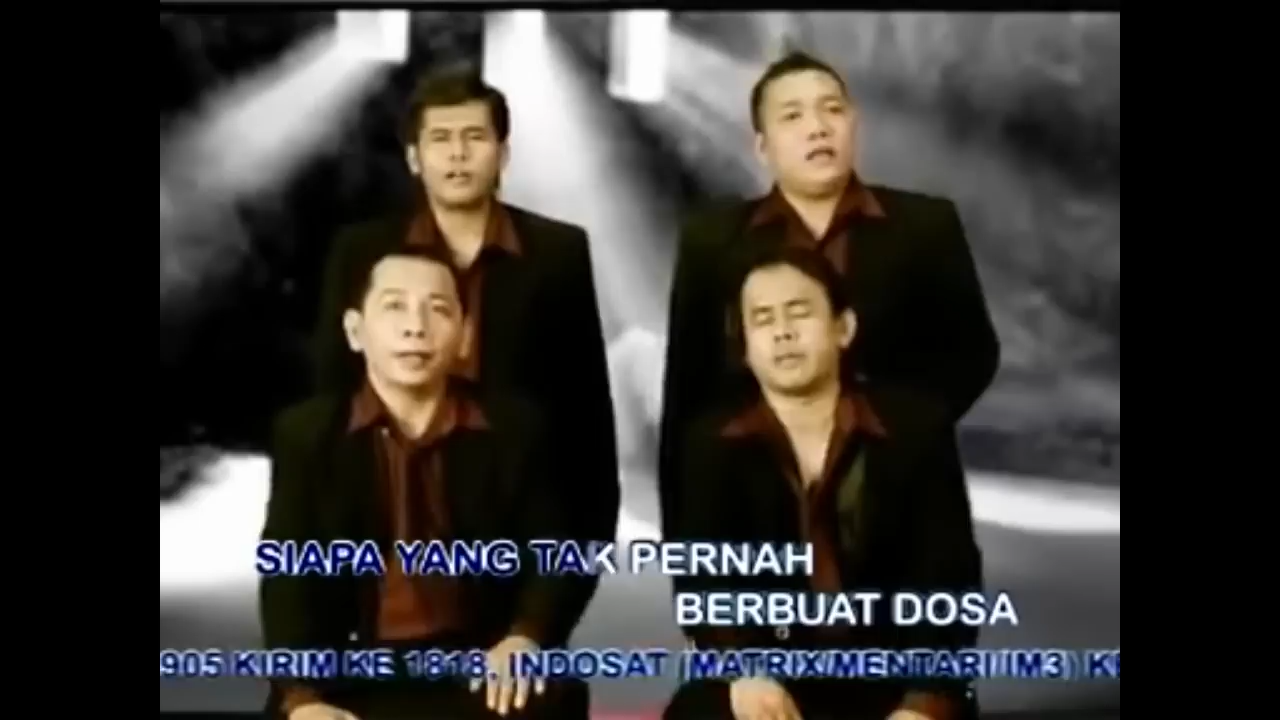 SIAPA YANG TAK PERNAH
BERBUAT DOSA
905 KIRIM KE 1818, INDOSAT (MATRIX/MENTARI/IM3) K